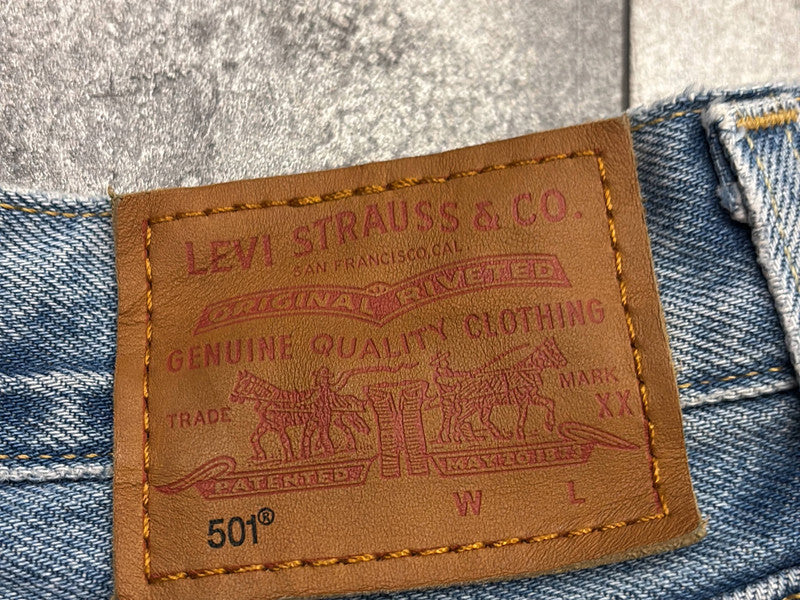 LEVI STRAUSS & CO.
SAN FRANCISCO, CAL
ORIGINAL RIVETED
GENUINE QUALITY CLOTHING
TRADE MARK
XX
PATENTED MAY 20 1873
W L
501®